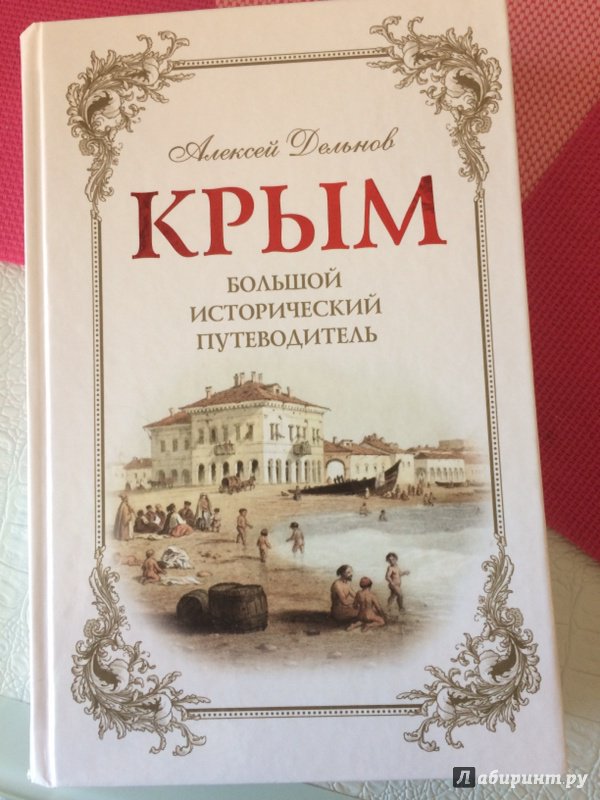 Алексей Дельнов
КРЫМ
БОЛЬШОЙ
ИСТОРИЧЕСКИЙ
ПУТЕВОДИТЕЛЬ
Лабиринт.ру